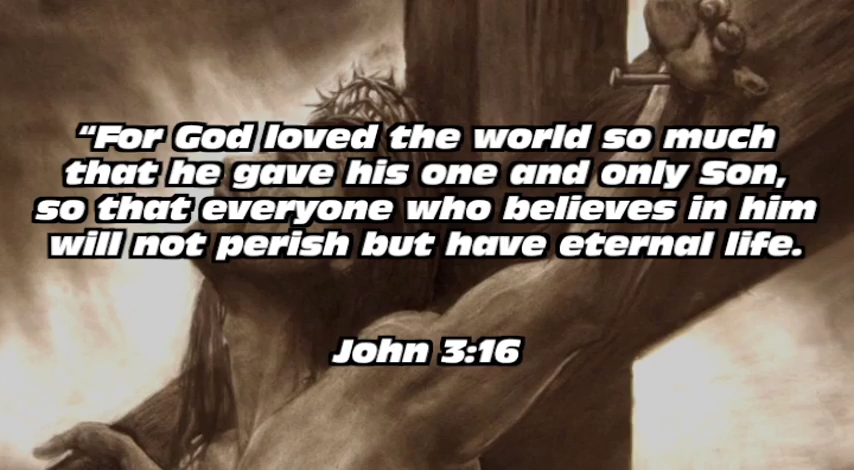 “For God loved the world so much
that he gave his one and only Son,
so that everyone who believes in him
will not perish but have eternal life.
John 3:16